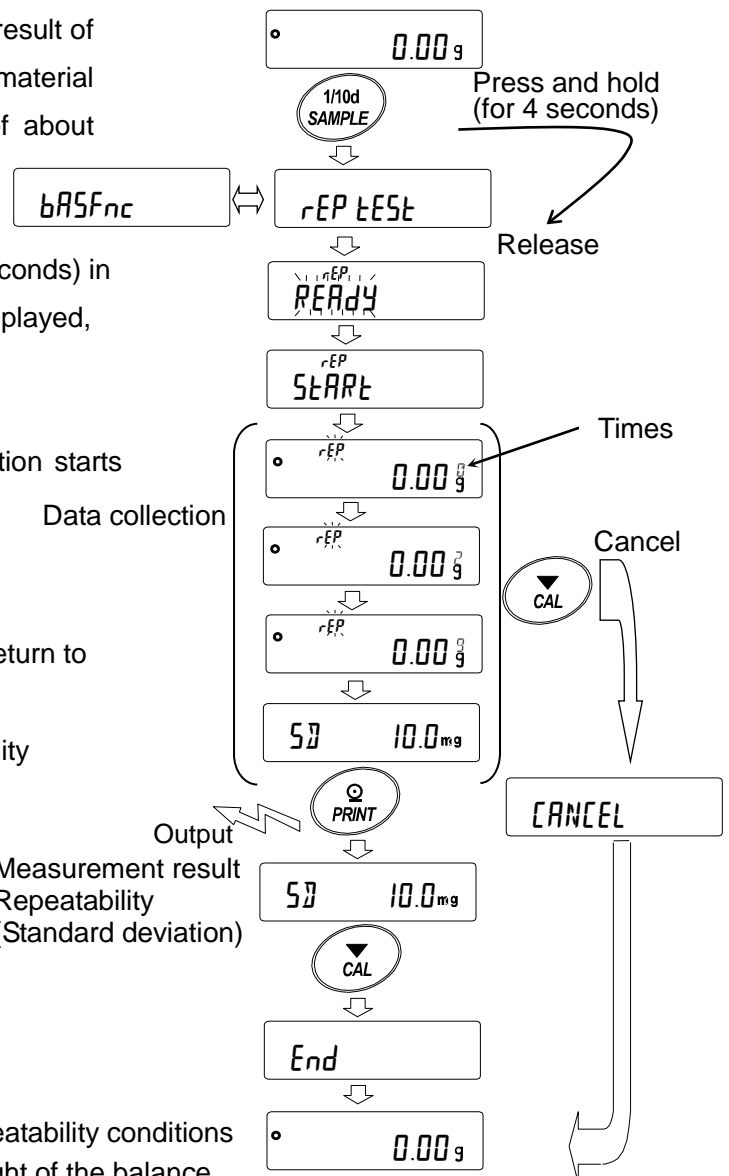 result of
material
f about
conds) in
played,
tion starts
eturn to
ity
eatability conditions
ght of the balance
0.00 g
1/10d
SAMPLE
Press and hold
(for 4 seconds)
bASFnc
rEP tESt
Release
rEP
REAdY
rEP
StARt
Times
Data collection
rEP
0.00 g
rEP
0.00 g
rEP
0.00 g
SD 10.0 mg
Cancel
CAL
CANCEL
PRINT
Output
Measurement result
Repeatability
(Standard deviation)
SD 10.0 mg
CAL
End
0.00 g